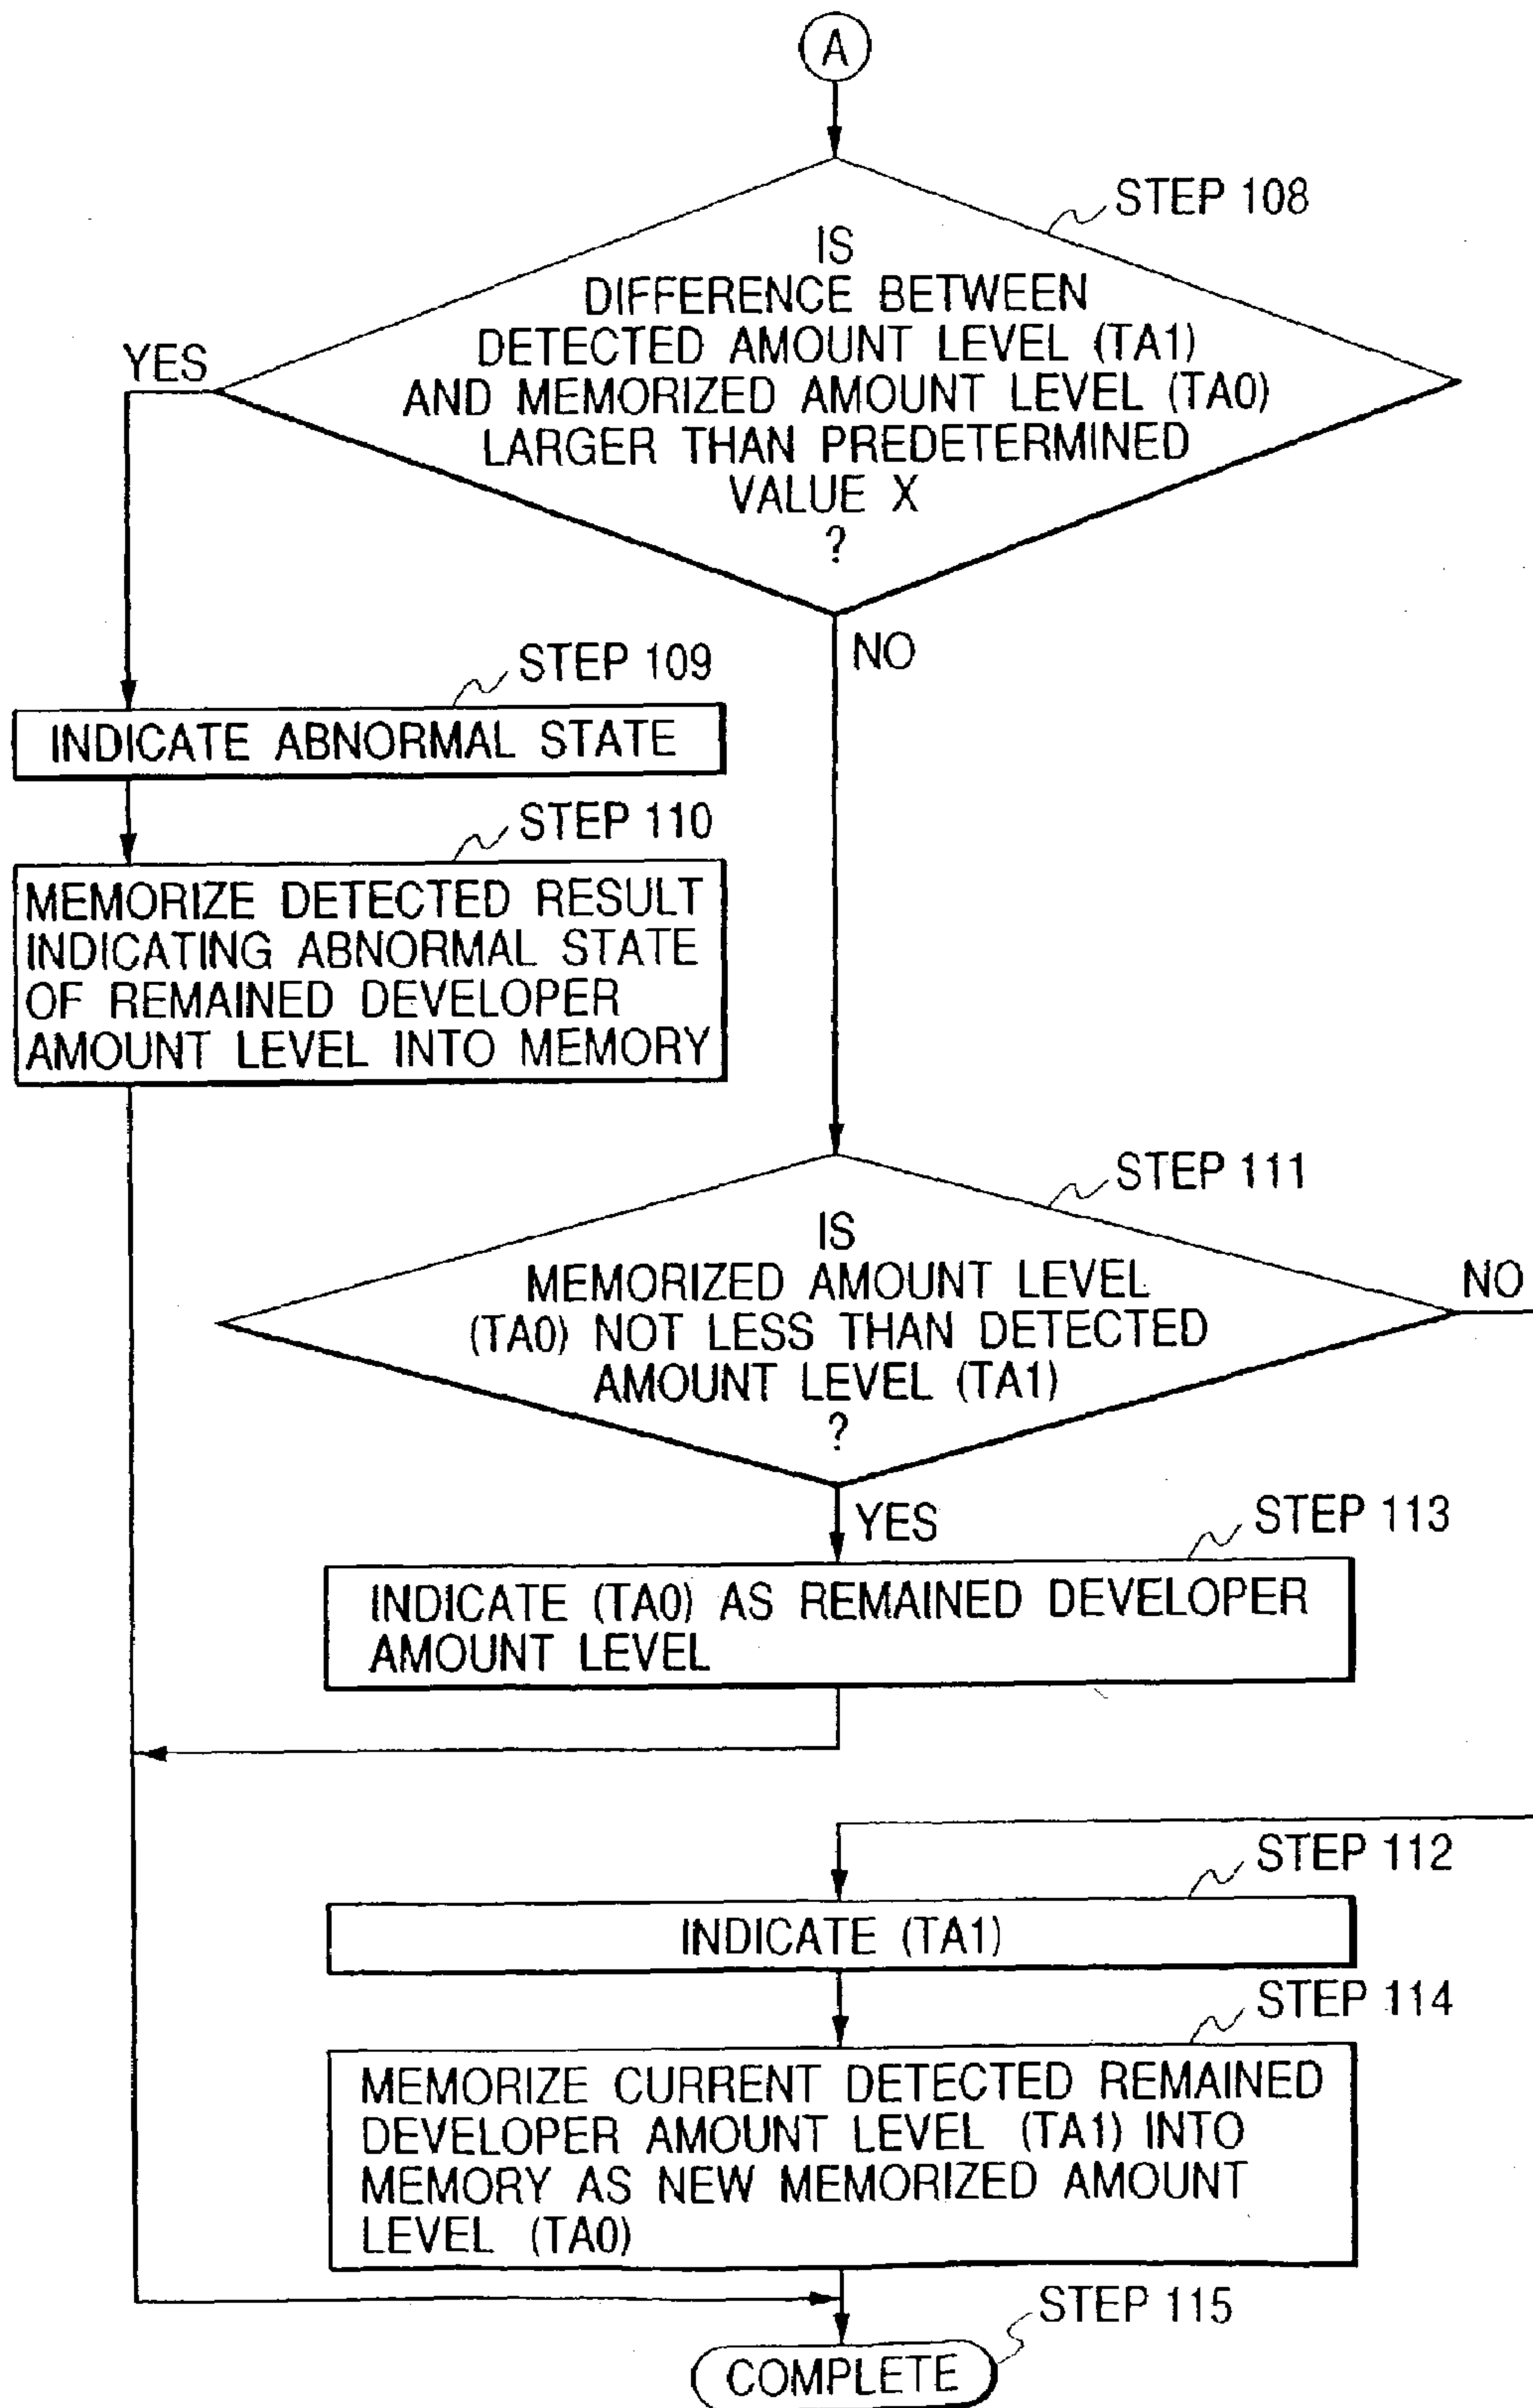 A
STEP 108
IS
DIFFERENCE BETWEEN
DETECTED AMOUNT LEVEL (TA1)
AND MEMORIZED AMOUNT LEVEL (TA0)
LARGER THAN PREDETERMINED
VALUE X
?
YES
NO
STEP 109
INDICATE ABNORMAL STATE
STEP 110
MEMORIZE DETECTED RESULT
INDICATING ABNORMAL STATE
OF REMAINED DEVELOPER
AMOUNT LEVEL INTO MEMORY
STEP 111
IS
MEMORIZED AMOUNT LEVEL
(TA0) NOT LESS THAN DETECTED
AMOUNT LEVEL (TA1)
?
NO
YES
STEP 113
INDICATE (TA0) AS REMAINED DEVELOPER
AMOUNT LEVEL
STEP 112
INDICATE (TA1)
STEP 114
MEMORIZE CURRENT DETECTED REMAINED
DEVELOPER AMOUNT LEVEL (TA1) INTO
MEMORY AS NEW MEMORIZED AMOUNT
LEVEL (TA0)
STEP 115
COMPLETE